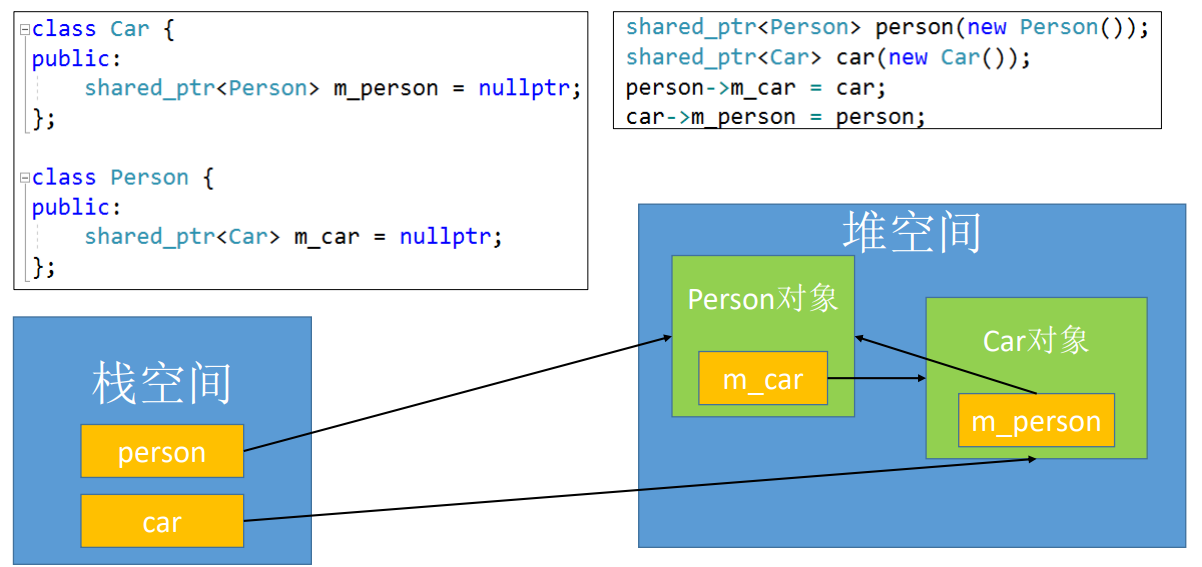 class Car {
public:
    shared_ptr<Person> m_person = nullptr;
};
class Person {
public:
    shared_ptr<Car> m_car = nullptr;
};
shared_ptr<Person> person(new Person());
shared_ptr<Car> car(new Car());
person->m_car = car;
car->m_person = person;
栈空间
person
car
堆空间
Person对象
m_car
Car对象
m_person